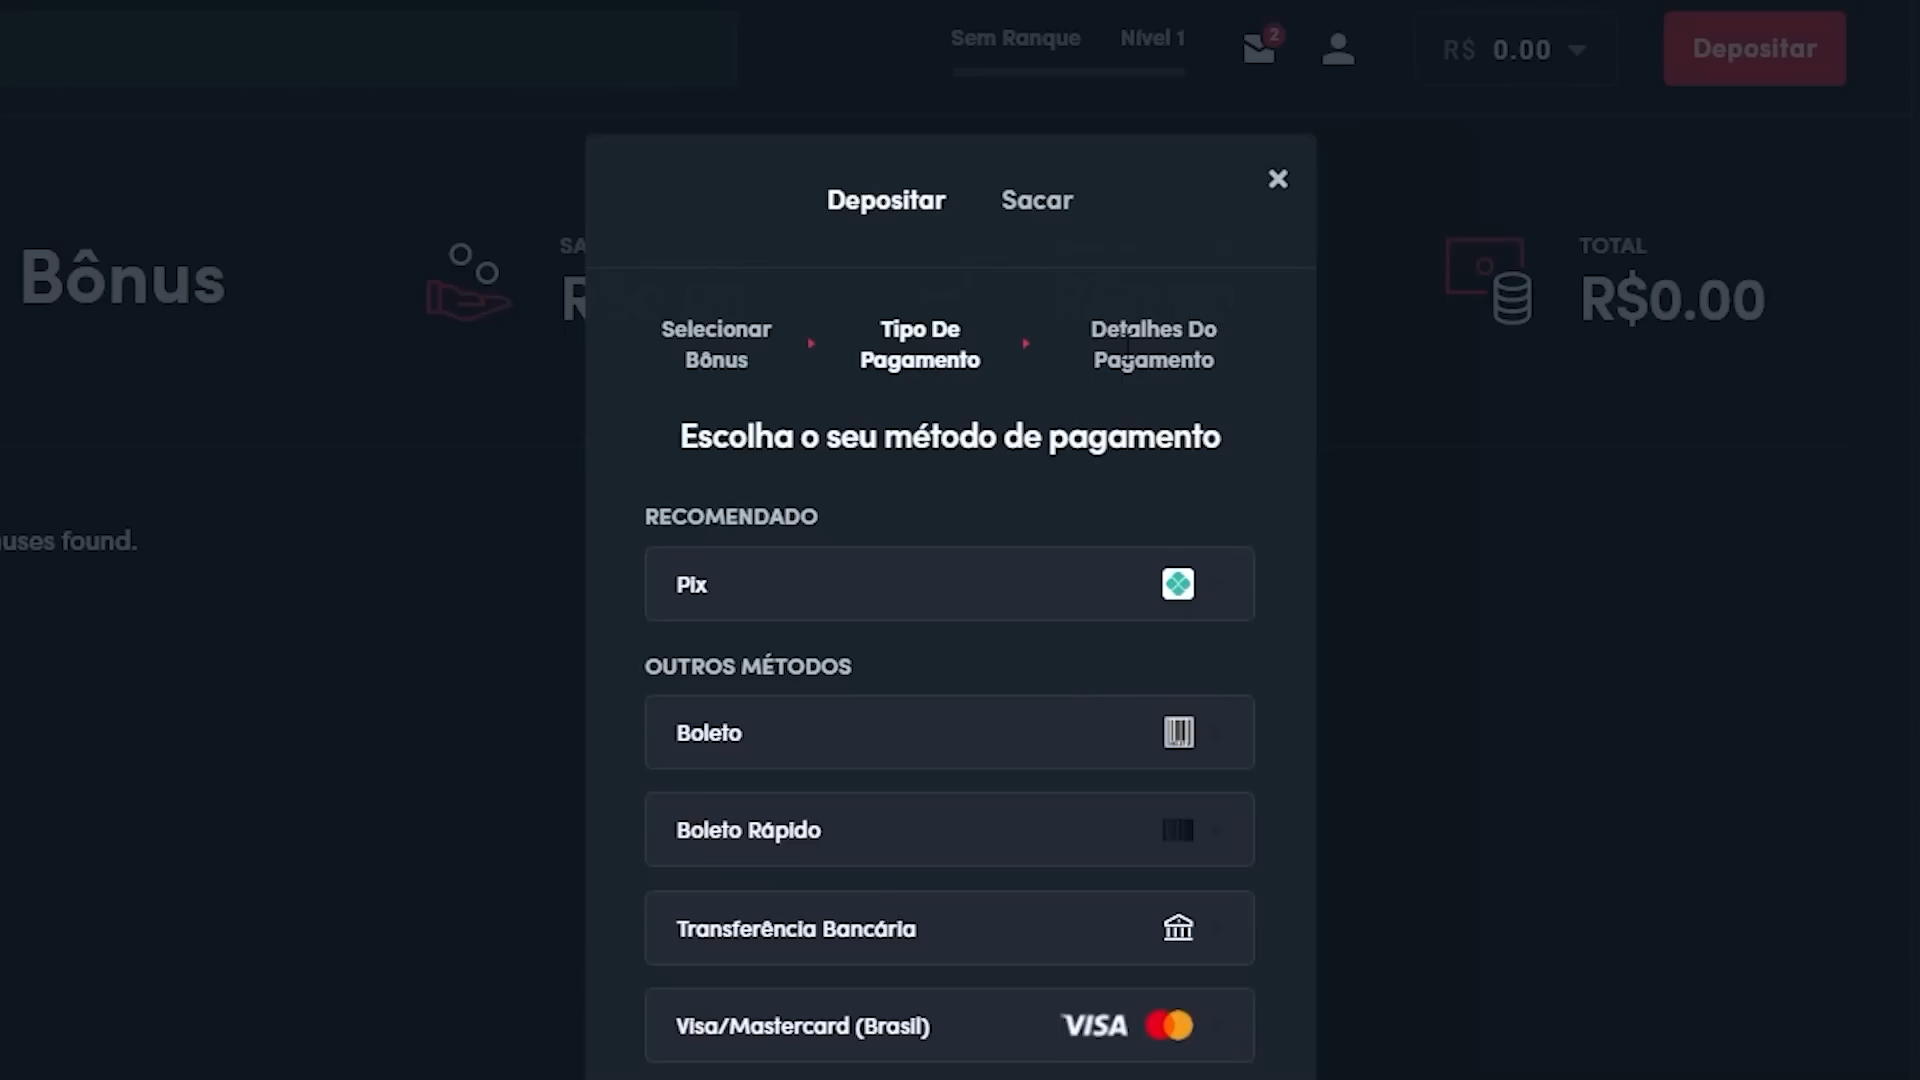 Sem Ranque Nível 1 2 R$ 0.00 Depositar
Depositar Sacar
Bônus
TOTAL
R$0.00
Selecionar
Bônus
Tipo De
Pagamento
Detalhes Do
Pagamento
Escolha o seu método de pagamento
uses found.
RECOMENDADO
Pix
OUTROS MÉTODOS
Boleto
Boleto Rápido
Transferência Bancária
Visa/Mastercard (Brasil) VISA